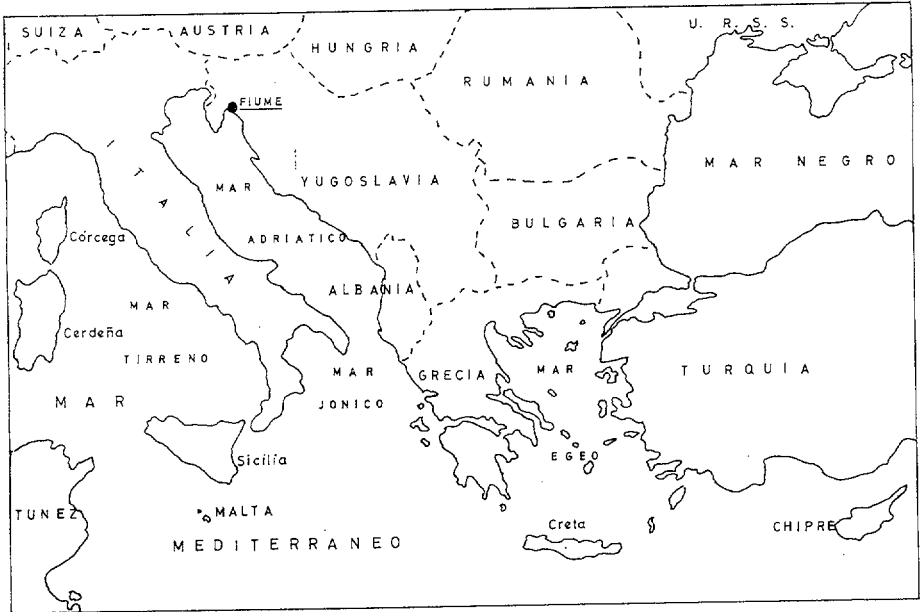 SUIZA
AUSTRIA
HUNGRIA
U. R. S. S.
RUMANIA
FIUME
ITALIA
MAR NEGRO
MAR
ADRIATICO
YUGOSLAVIA
BULGARIA
Córcega
ALBANIA
MAR
TIRRENO
Cerdeña
MAR
JONICO
GRECIA
MAR
EGEO
TURQUIA
MAR
MEDITERRANEO
Sicilia
TUNEZ
MALTA
Creta
CHIPRE